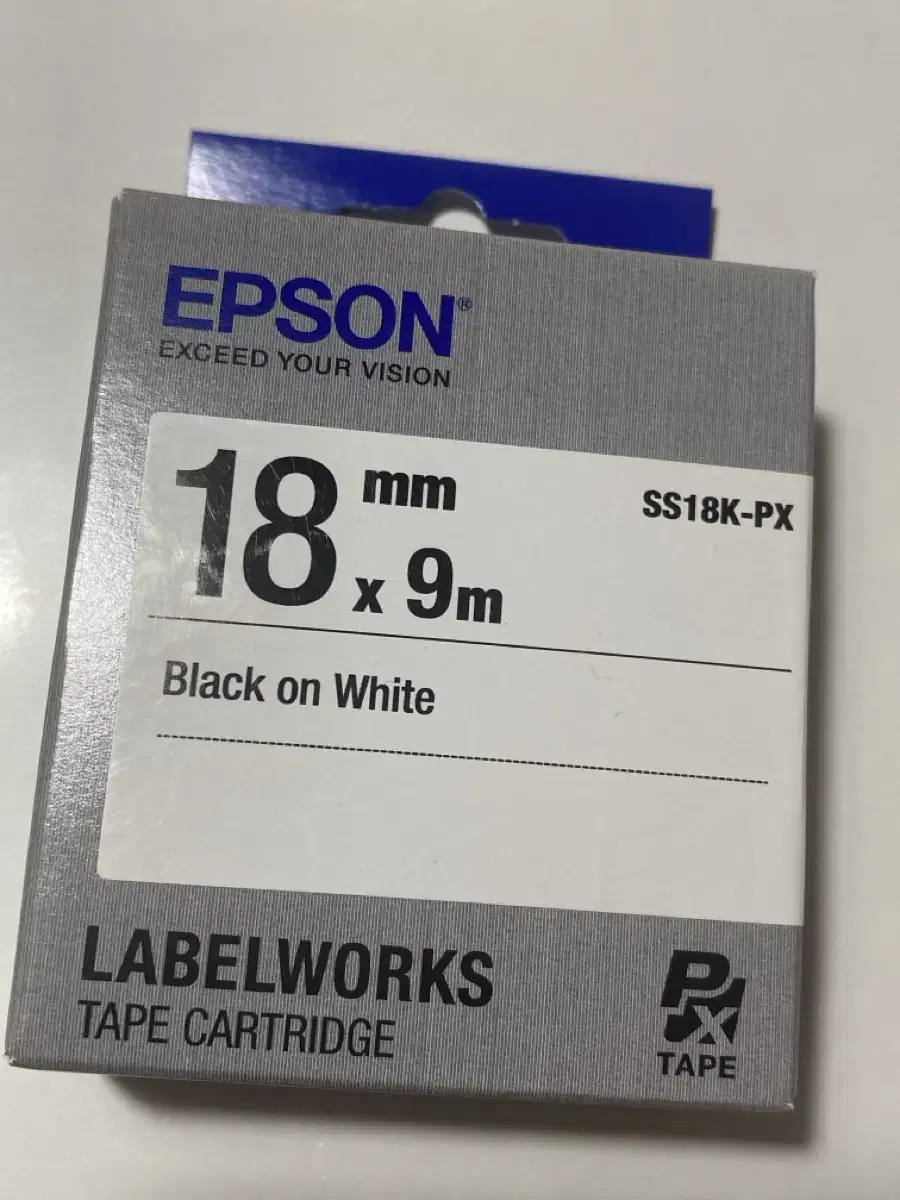 EPSON®
EXCEED YOUR VISION
18 mm x 9m
SS18K-PX
Black on White
LABELWORKS
TAPE CARTRIDGE
Px
TAPE